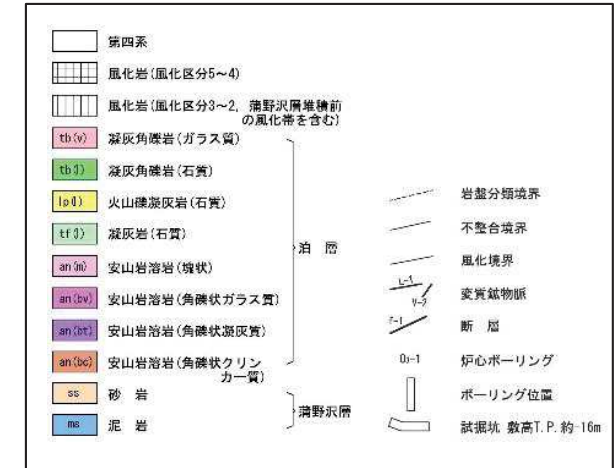 第四系
風化岩(風化区分5～4)
風化岩(風化区分3～2, 蒲野沢層堆積前
の風化帯を含む)
tb(v) 凝灰角礫岩(ガラス質)
tb(l) 凝灰角礫岩(石質)
lp(l) 火山礫凝灰岩(石質)
tf(l) 凝灰岩(石質)
an(m) 安山岩溶岩(塊状)
an(bv) 安山岩溶岩(角礫状ガラス質)
an(bt) 安山岩溶岩(角礫状凝灰質)
an(bc) 安山岩溶岩(角礫状クリン
カー質)
泊 層
ss 砂 岩
ms 泥 岩
蒲野沢層
岩盤分類境界
不整合境界
風化境界
L-1 V-2 変質鉱物脈
f-1 断 層
Oj-1 炉心ボーリング
ボーリング位置
試掘坑 敷高T.P.約-16m